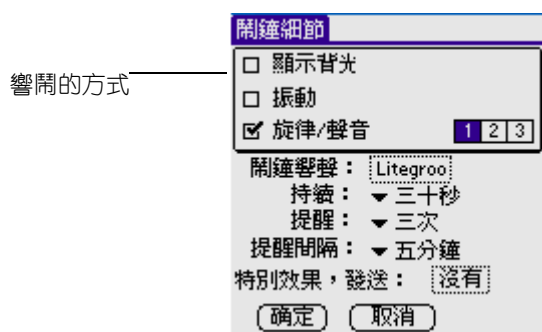 鬧鐘細節
響鬧的方式
顯示背光
振動
旋律/聲音 1 2 3
鬧鐘響聲： Litegroo
持續： 三十秒
提醒： 三次
提醒間隔： 五分鐘
特別效果，發送： 沒有
確定 取消